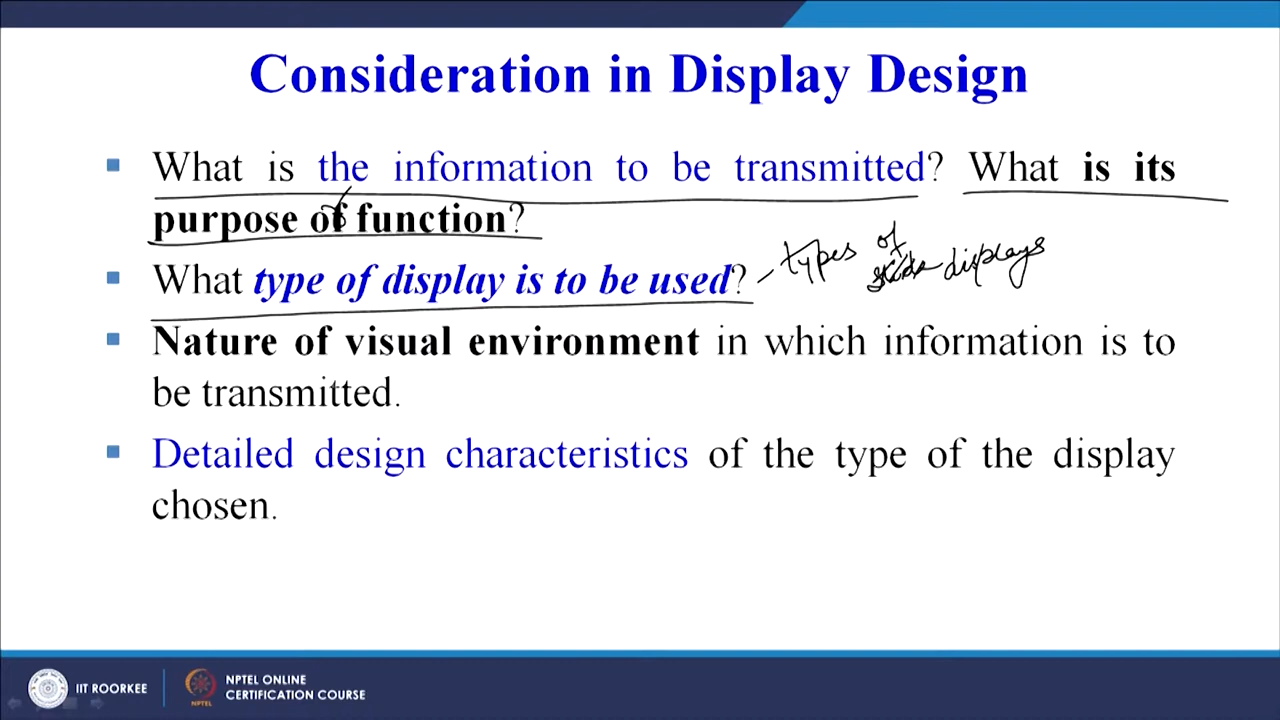 Consideration in Display Design
What is the information to be transmitted? What is its
purpose of function?
What type of display is to be used? – types of displays
Nature of visual environment in which information is to
be transmitted.
Detailed design characteristics of the type of the display
chosen.
IIT ROORKEE
NPTEL
NPTEL ONLINE
CERTIFICATION COURSE